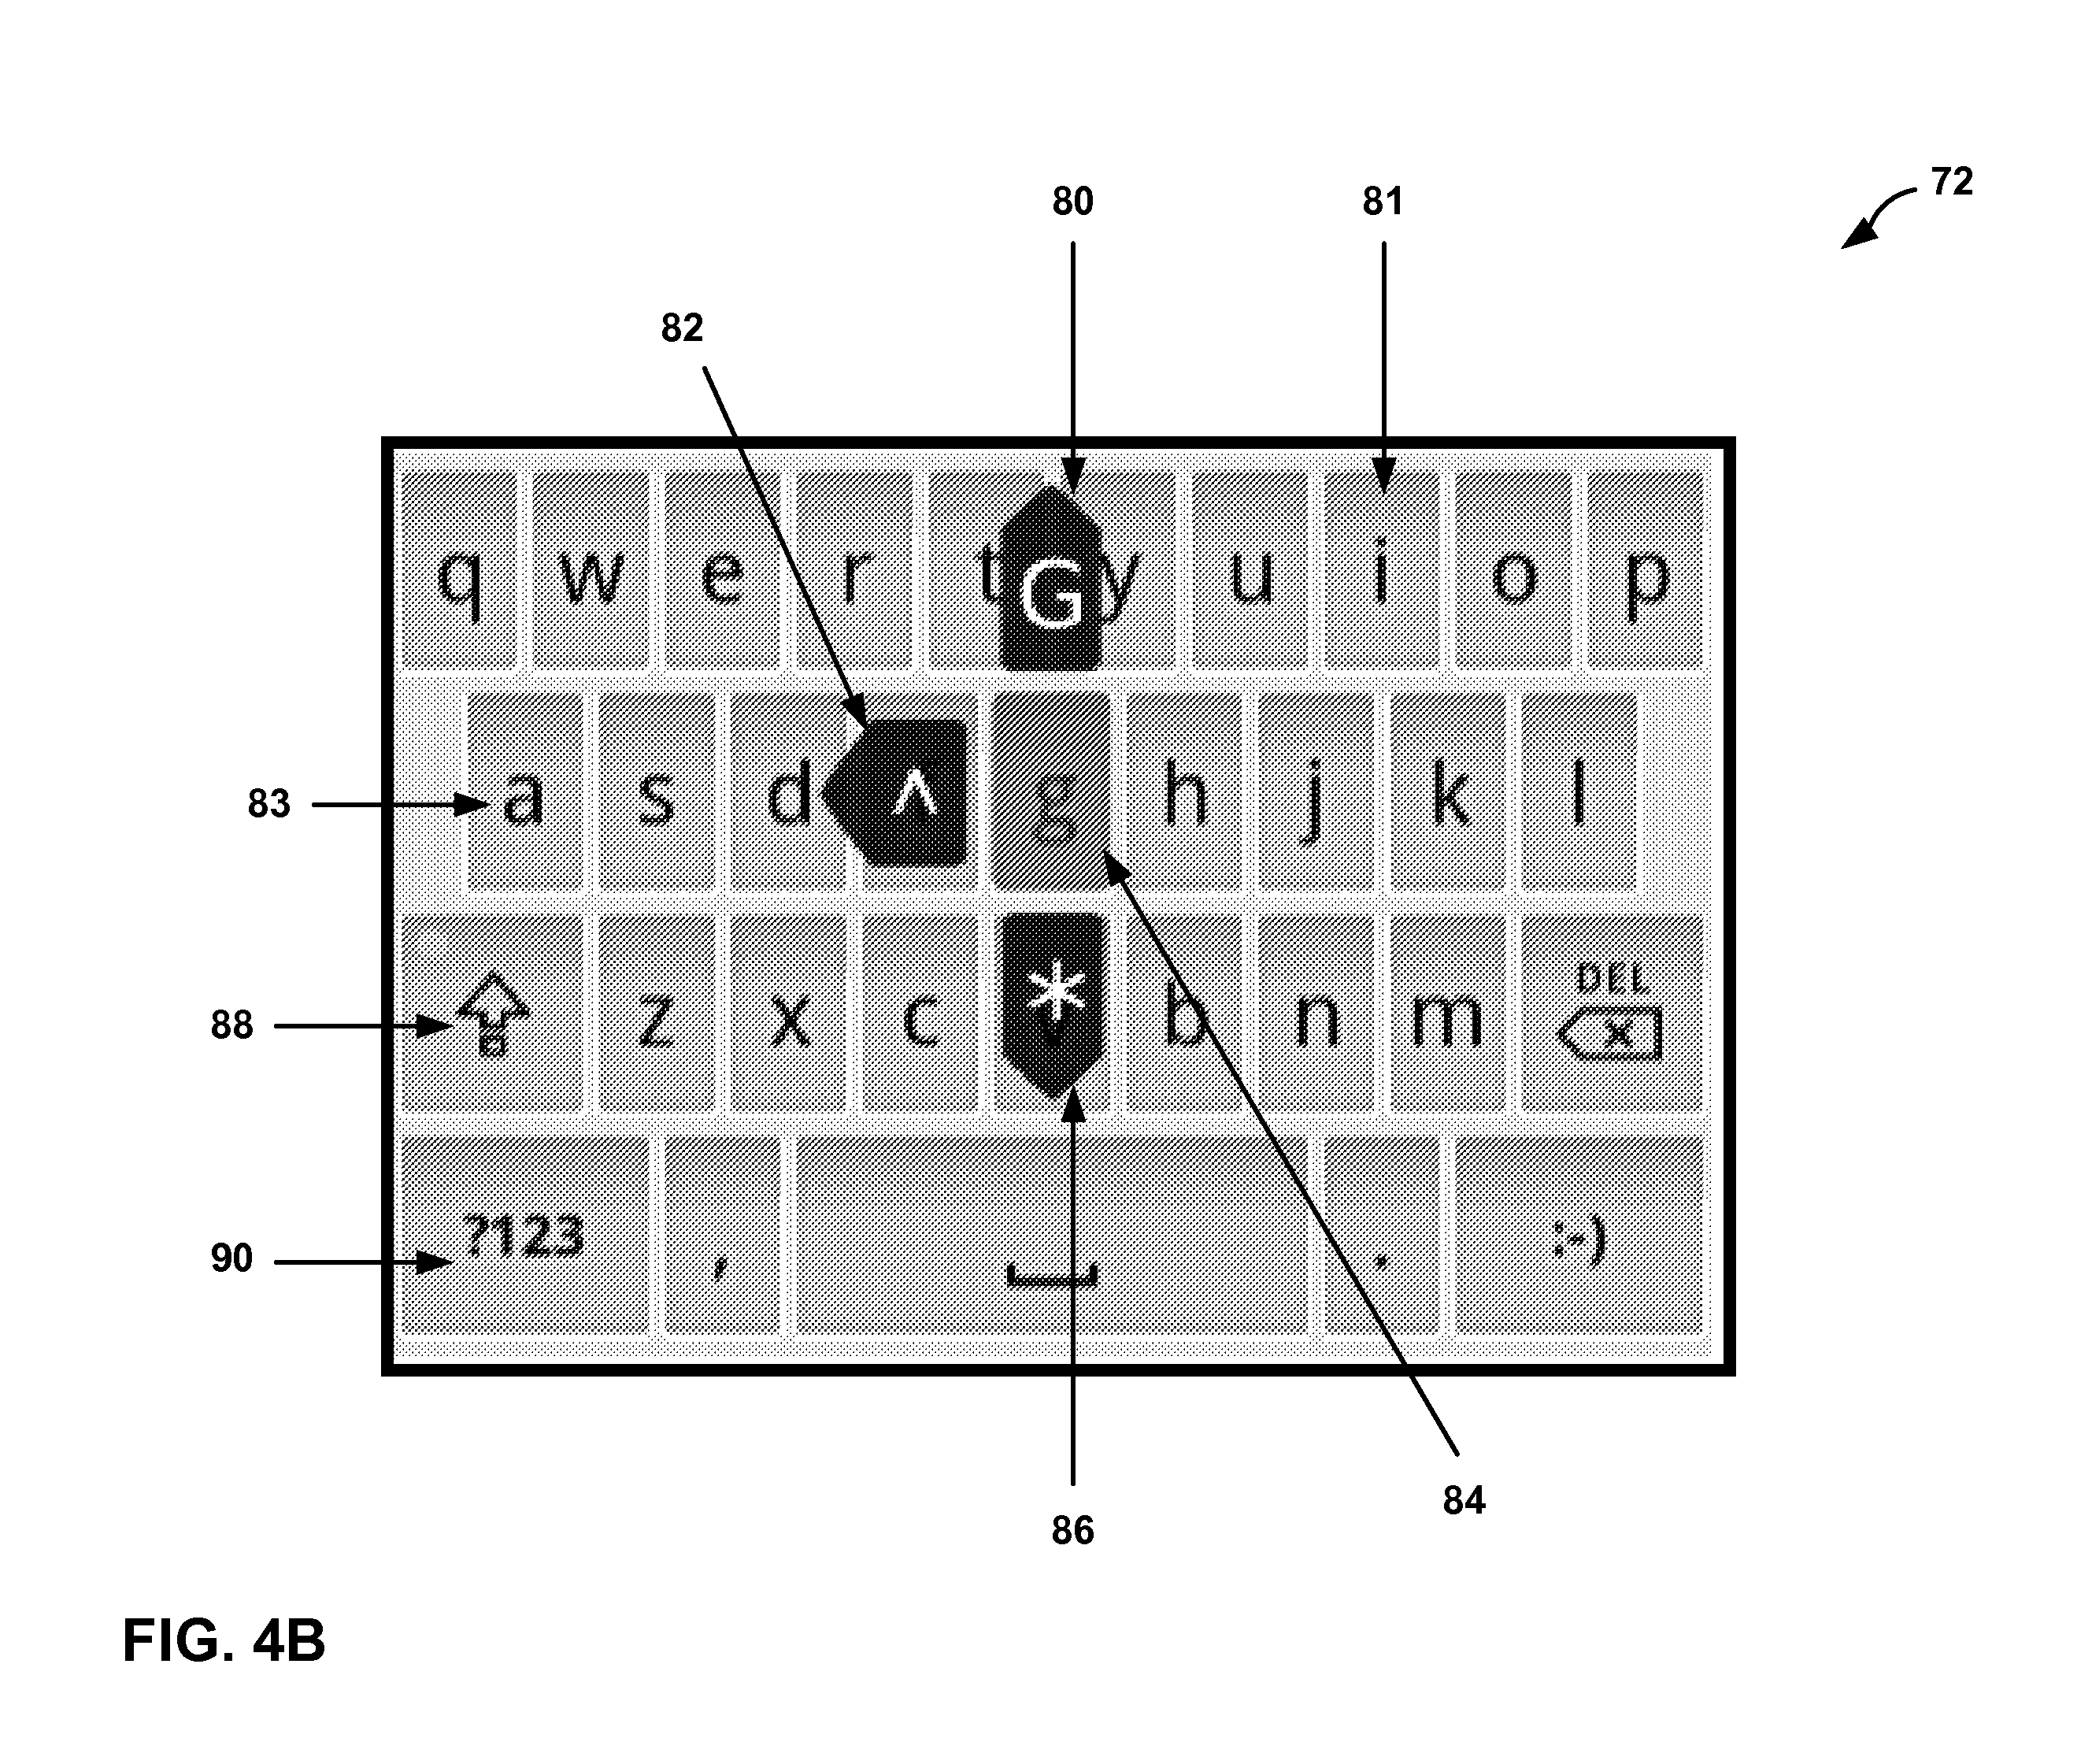 72
80 81
82
q w e r t G y u i o p
83 a s d ^ g h j k l
88 z x c * v b n m DEL
90 ?123 , . :-)
84
86
FIG. 4B